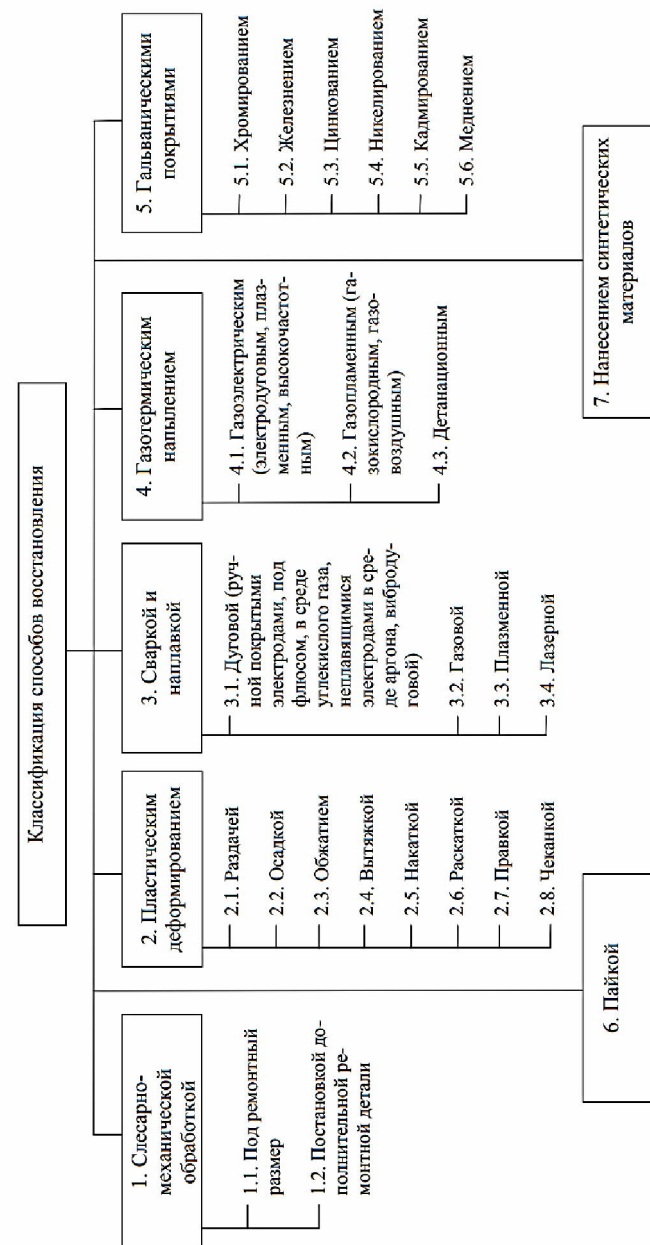 Классификация способов восстановления
1. Слесарно-
механической
обработкой
1.1. Под ремонтный
размер
1.2. Постановкой до-
полнительной ре-
монтной детали
2. Пластическим
деформированием
2.1. Раздачей
2.2. Осадкой
2.3. Обжатием
2.4. Вытяжкой
2.5. Накаткой
2.6. Раскаткой
2.7. Правкой
2.8. Чеканкой
3. Сваркой и
наплавкой
3.1. Дуговой (руч-
ной покрытыми
электродами, под
флюсом, в среде
углекислого газа,
неплавящимися
электродами в сре-
де аргона, виброду-
говой)
3.2. Газовой
3.3. Плазменной
3.4. Лазерной
4. Газотермическим
напылением
4.1. Газоэлектрическим
(электродуговым, плаз-
менным, высокочастот-
ным)
4.2. Газопламенным (га-
зокислородным, газо-
воздушным)
4.3. Детанационным
5. Гальваническими
покрытиями
5.1. Хромированием
5.2. Железнением
5.3. Цинкованием
5.4. Никелированием
5.5. Кадмированием
5.6. Меднением
6. Пайкой
7. Нанесением синтетических
материалов